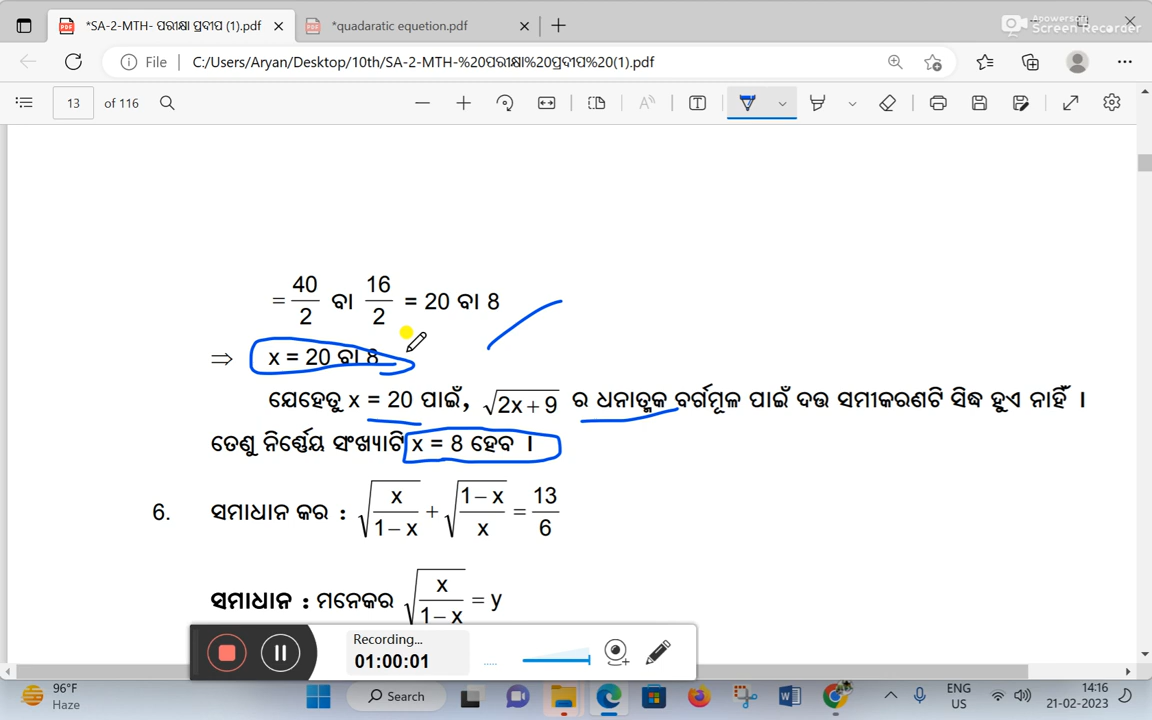 *SA-2-MTH- ପରୀକ୍ଷା ପ୍ରଦୀପ (1).pdf
*quadaratic equetion.pdf
Apowersoft
Screen Recorder
File | C:/Users/Aryan/Desktop/10th/SA-2-MTH-%20ପରୀକ୍ଷା%20ପ୍ରଦୀପ%20(1).pdf
13 of 116
= 40/2 ବା 16/2 = 20 ବା 8
⇒ x = 20 ବା 8
ଯେହେତୁ x = 20 ପାଇଁ, √(2x+9) ର ଧନାତ୍ମକ ବର୍ଗମୂଳ ପାଇଁ ଦତ୍ତ ସମୀକରଣଟି ସିଦ୍ଧ ହୁଏ ନାହିଁ ।
ତେଣୁ ନିର୍ଣ୍ଣେୟ ସଂଖ୍ୟାଟି x = 8 ହେବ ।
6. ସମାଧାନ କର : √(x/(1−x)) + √((1−x)/x) = 13/6
ସମାଧାନ : ମନେକର √(x/(1−x)) = y
Recording...
01:00:01
96°F
Haze
Search
ENG
US
14:16
21-02-2023